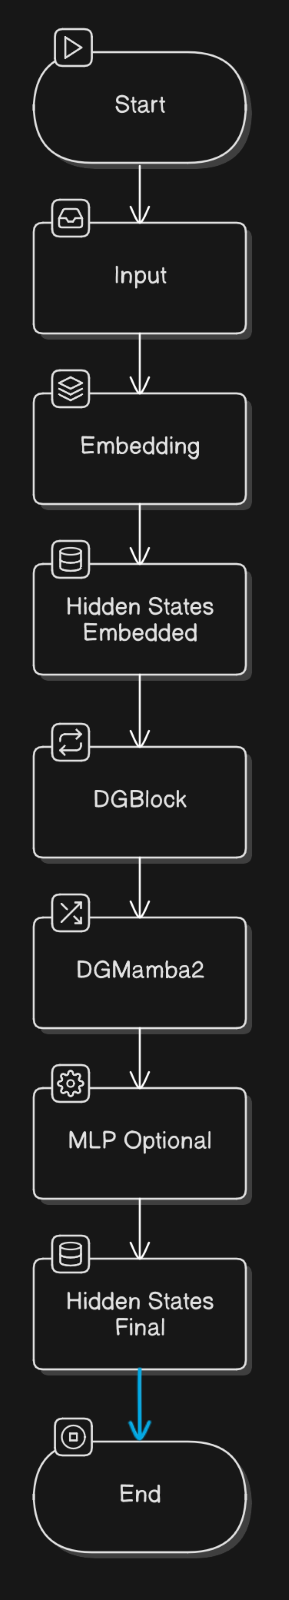 Start
Input
Embedding
Hidden States
Embedded
DGBlock
DGMamba2
MLP Optional
Hidden States
Final
End